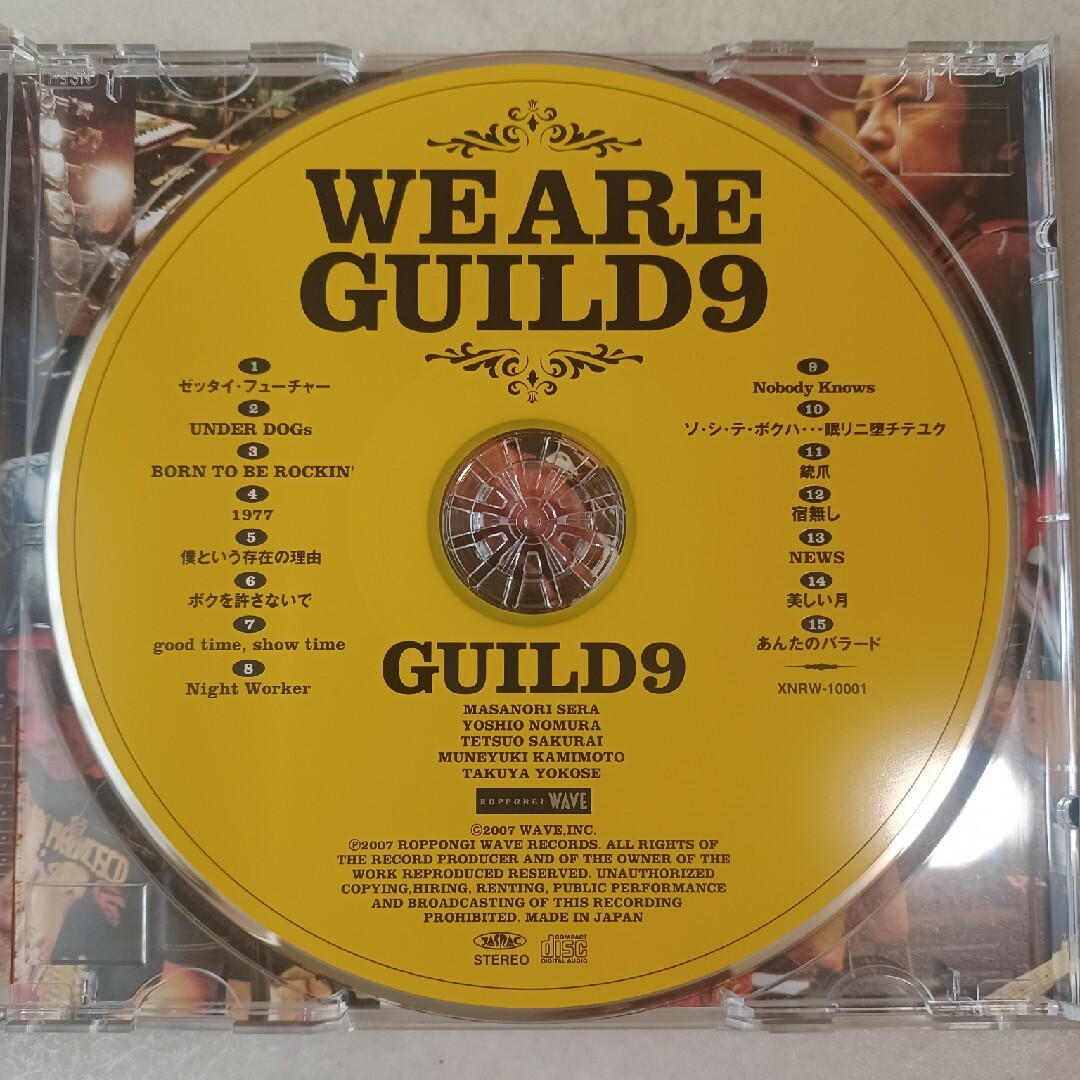 WE ARE
GUILD9
1
ゼッタイ・フューチャー
2
UNDER DOGs
3
BORN TO BE ROCKIN'
4
1977
5
僕という存在の理由
6
ボクを許さないで
7
good time, show time
8
Night Worker
9
Nobody Knows
10
ソ・シ・テ・ボクハ・・・眠リニ堕チテユク
11
銃爪
12
宿無し
13
NEWS
14
美しい月
15
あんたのバラード
XNRW-10001
GUILD9
MASANORI SERA
YOSHIO NOMURA
TETSUO SAKURAI
MUNEYUKI KAMIMOTO
TAKUYA YOKOSE
ROPPONGI WAVE
©2007 WAVE,INC.
℗2007 ROPPONGI WAVE RECORDS. ALL RIGHTS OF
THE RECORD PRODUCER AND OF THE OWNER OF THE
WORK REPRODUCED RESERVED. UNAUTHORIZED
COPYING,HIRING, RENTING, PUBLIC PERFORMANCE
AND BROADCASTING OF THIS RECORDING
PROHIBITED. MADE IN JAPAN
JASRAC
STEREO
COMPACT
disc
DIGITAL AUDIO